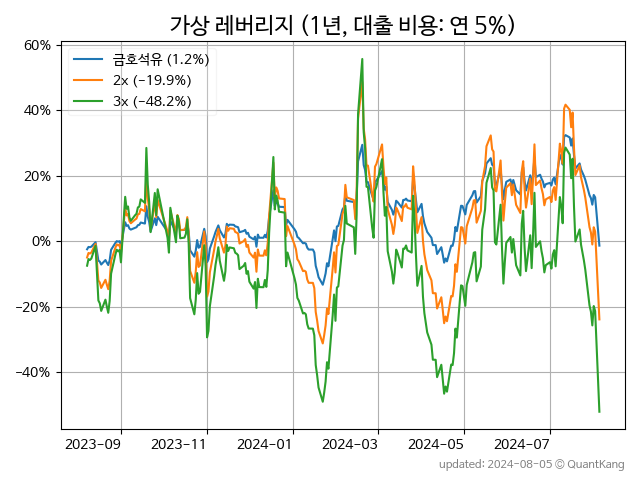 가상 레버리지 (1년, 대출 비용: 연 5%)
금호석유 (1.2%)
2x (−19.9%)
3x (−48.2%)
60%
40%
20%
0%
−20%
−40%
2023-09
2023-11
2024-01
2024-03
2024-05
2024-07
updated: 2024-08-05 © QuantKang